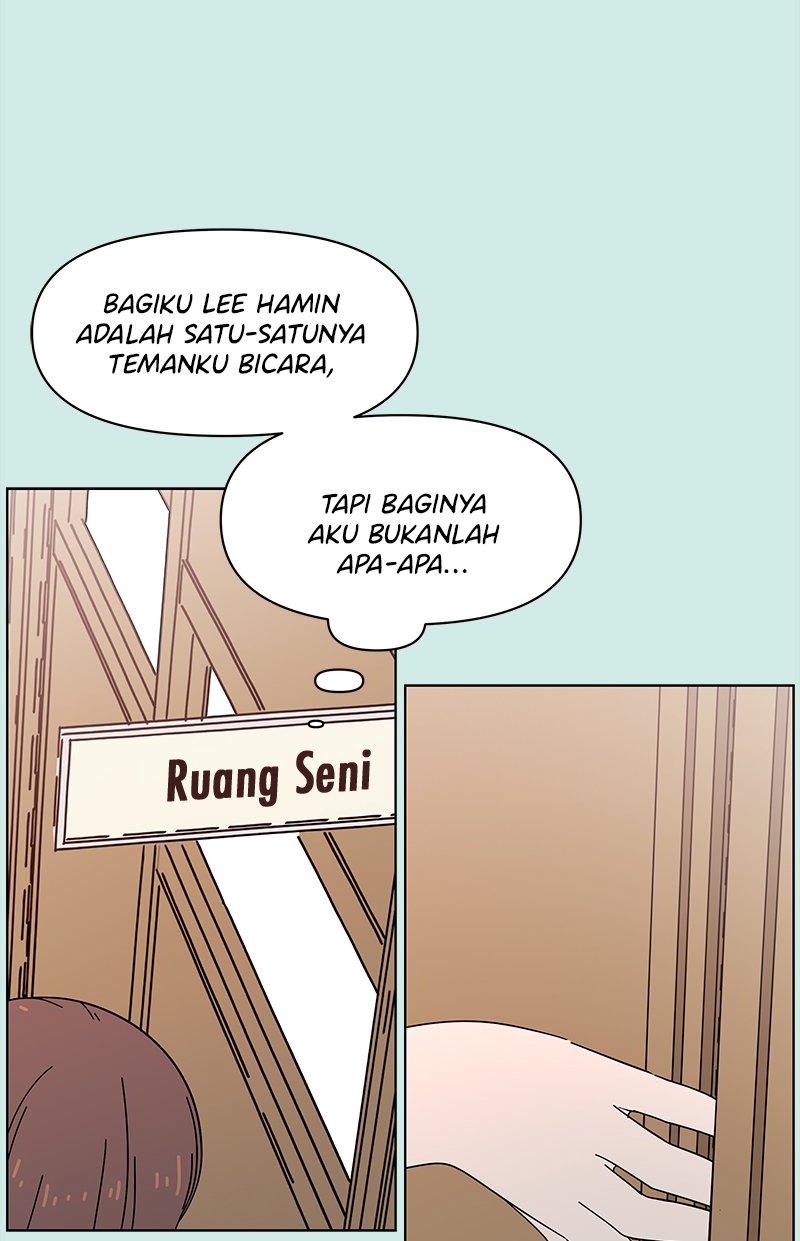 BAGIKU LEE HAMIN
ADALAH SATU-SATUNYA
TEMANKU BICARA,
TAPI BAGINYA
AKU BUKANLAH
APA-APA...
Ruang Seni